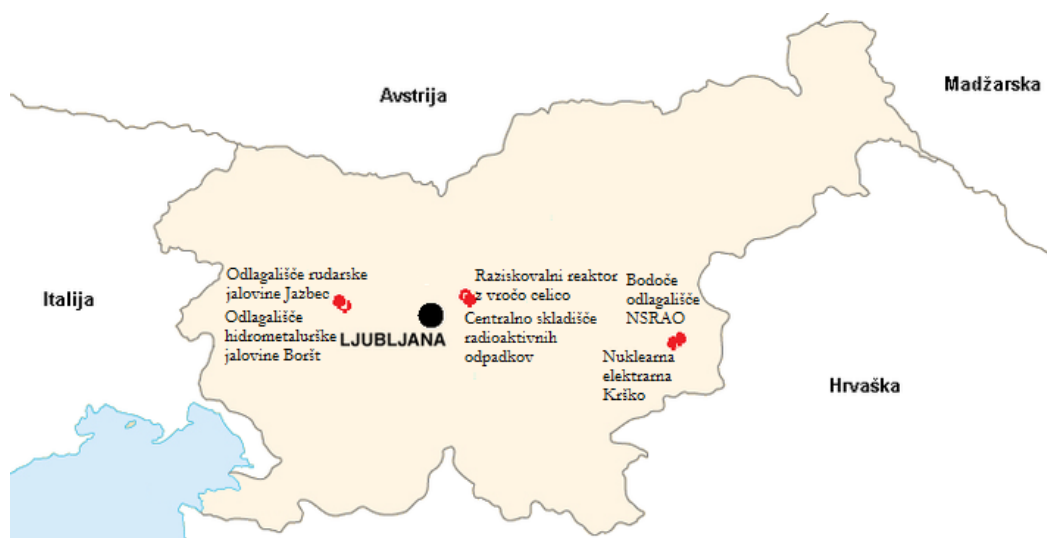 Avstrija
Madžarska
Italija
Odlagališče rudarske
jalovine Jazbec
Odlagališče
hidrometalurške
jalovine Boršt
LJUBLJANA
Raziskovalni reaktor
z vročo celico
Centralno skladišče
radioaktivnih
odpadkov
Bodoče
odlagališče
NSRAO
Nuklearna
elektrarna
Krško
Hrvaška